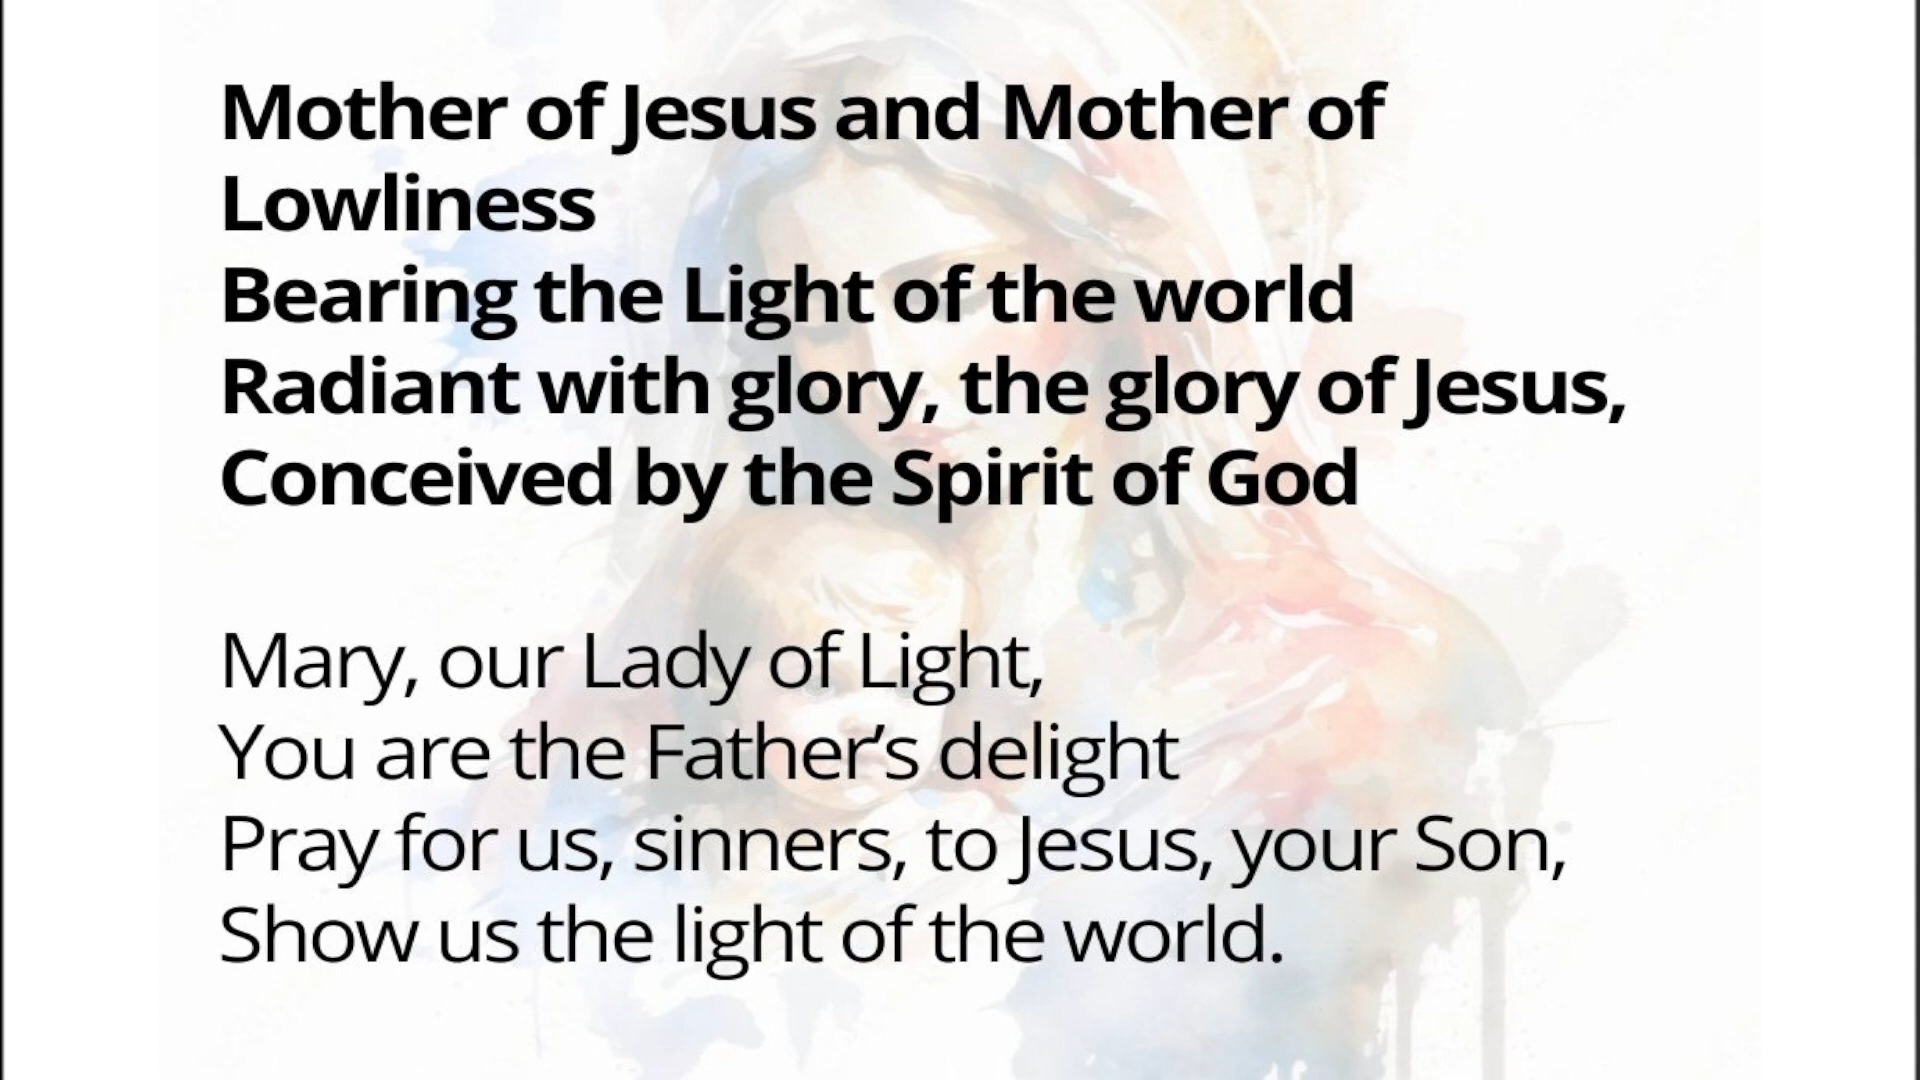 Mother of Jesus and Mother of
Lowliness
Bearing the Light of the world
Radiant with glory, the glory of Jesus,
Conceived by the Spirit of God
Mary, our Lady of Light,
You are the Father’s delight
Pray for us, sinners, to Jesus, your Son,
Show us the light of the world.